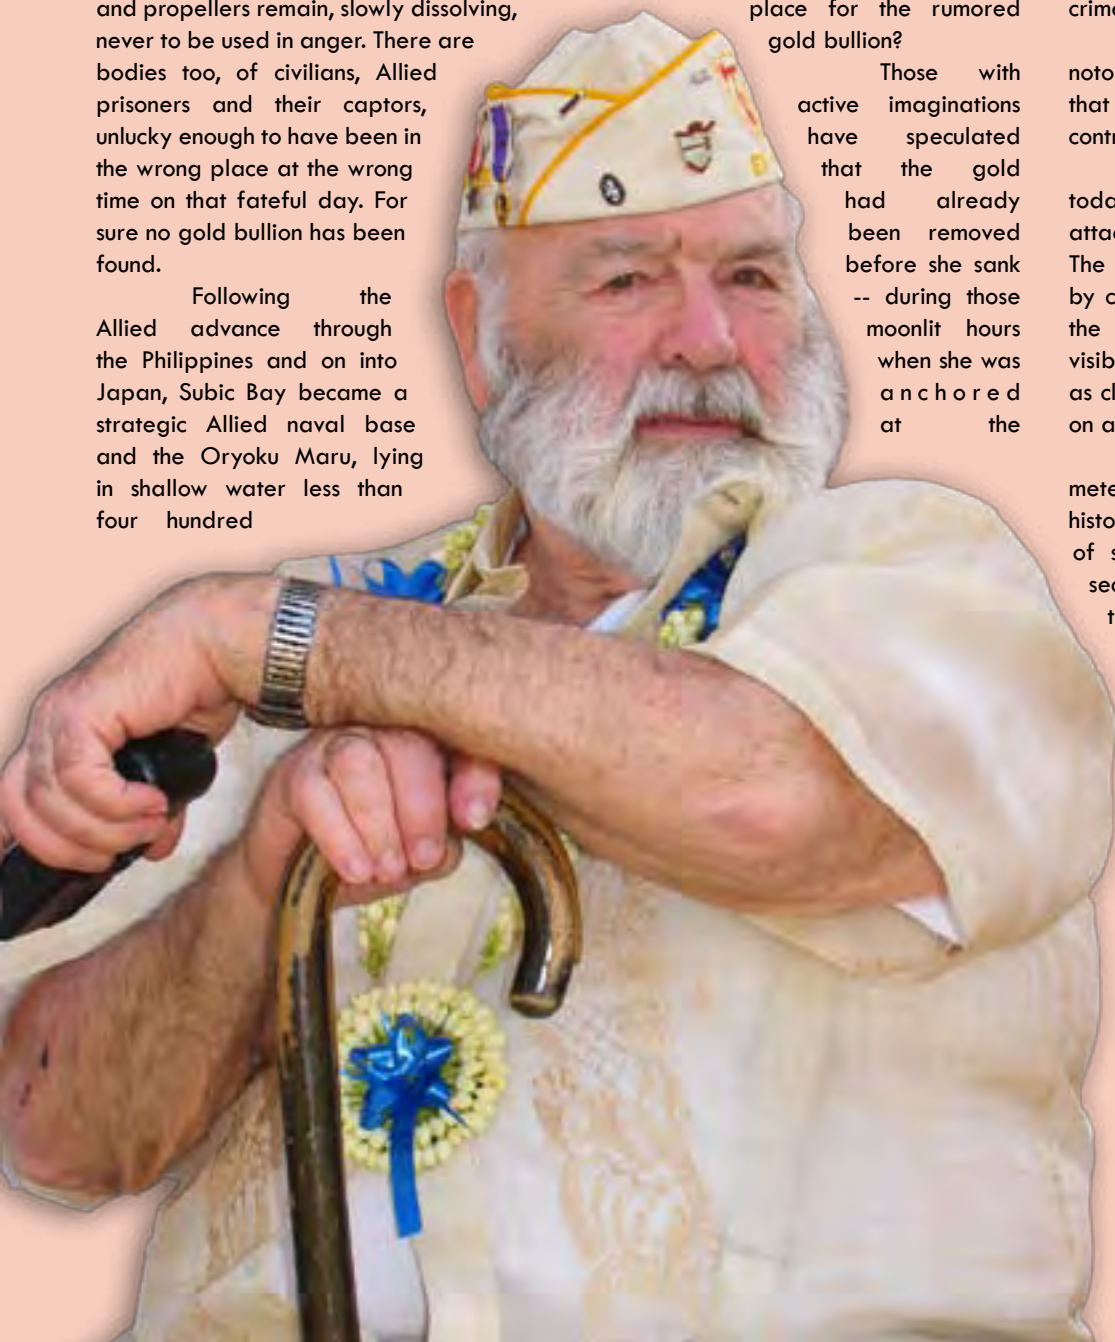 and propellers remain, slowly dissolving,
never to be used in anger. There are
bodies too, of civilians, Allied
prisoners and their captors,
unlucky enough to have been in
the wrong place at the wrong
time on that fateful day. For
sure no gold bullion has been
found.
Following the
Allied advance through
the Philippines and on into
Japan, Subic Bay became a
strategic Allied naval base
and the Oryoku Maru, lying
in shallow water less than
four hundred
place for the rumored
gold bullion?
Those with
active imaginations
have speculated
that the gold
had already
been removed
before she sank
-- during those
moonlit hours
when she was
anchored
at the
that
The
the
on a
of